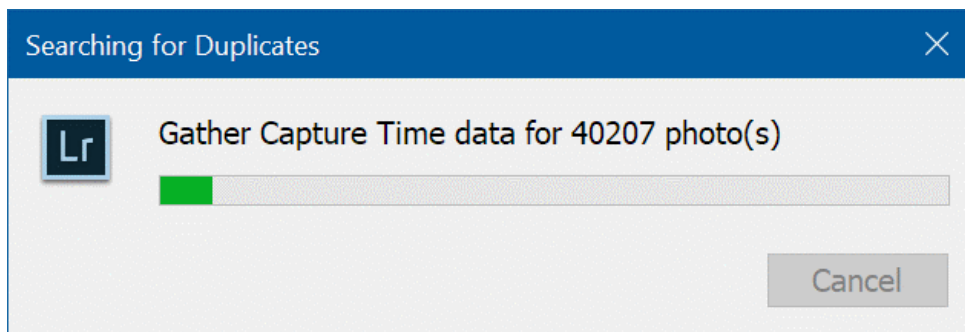 Searching for Duplicates
Lr
Gather Capture Time data for 40207 photo(s)
Cancel